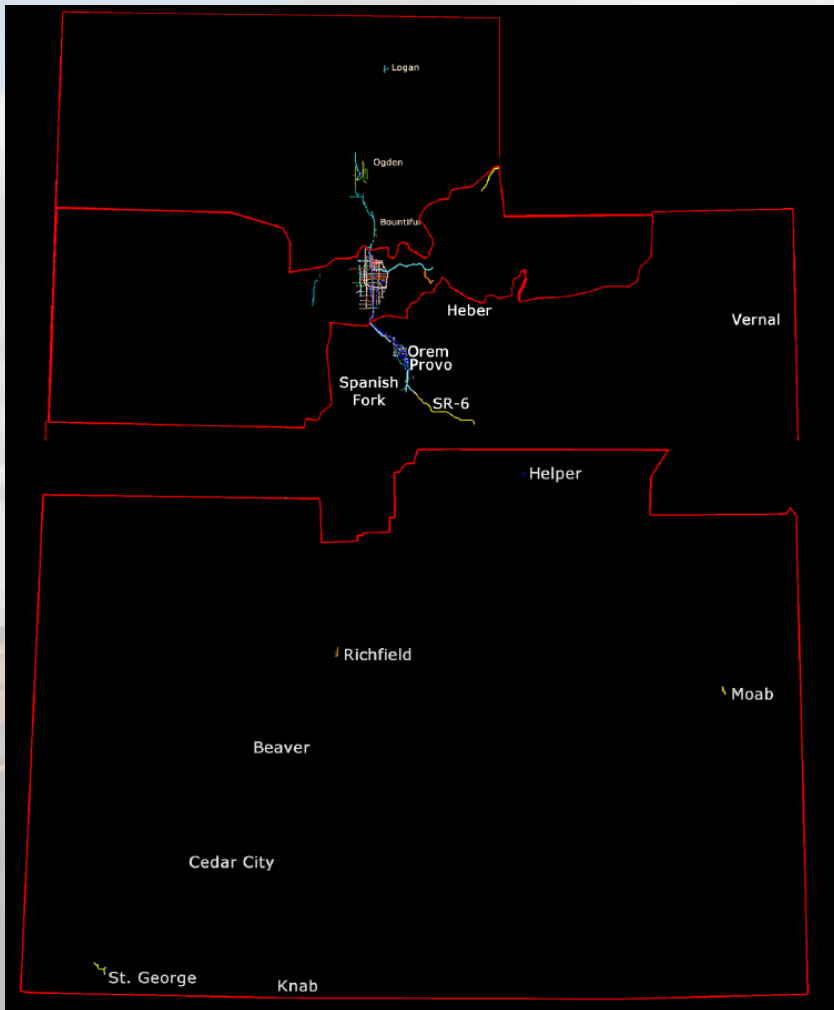 Logan
Ogden
Bountiful
Heber
Vernal
Orem
Provo
Spanish
Fork
SR-6
Helper
Richfield
Moab
Beaver
Cedar City
St. George
Knab